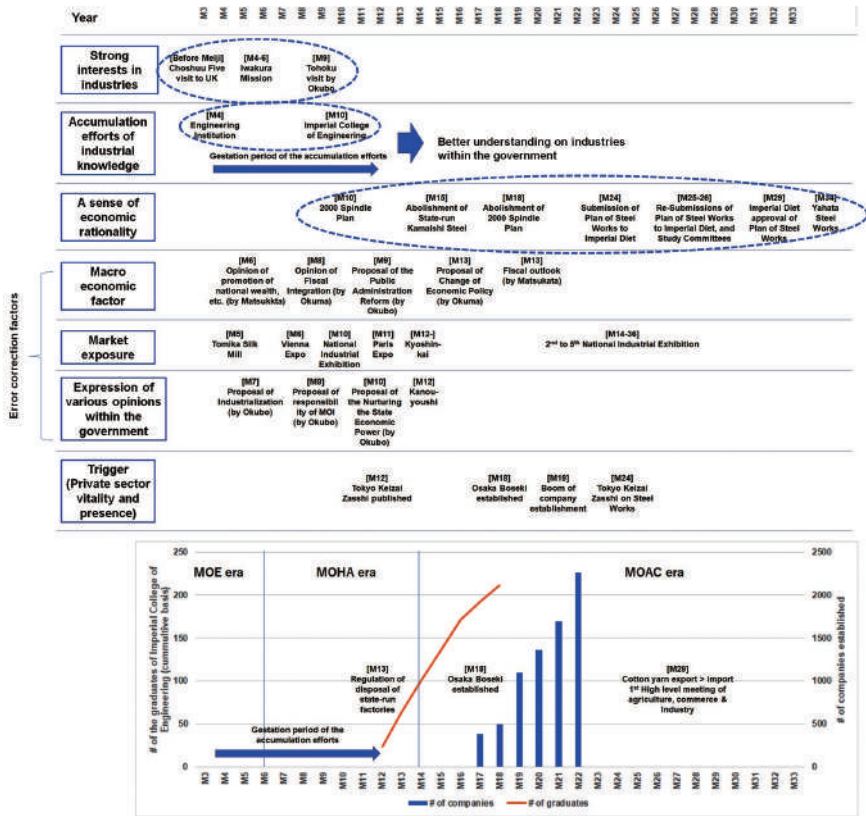 Year
M3 M4 M5 M6 M7 M8 M9 M10 M11 M12 M13 M14 M15 M16 M17 M18 M19 M20 M21 M22 M23 M24 M25 M26 M27 M28 M29 M30 M31 M32 M33
Strong
interests in
industries
[Before Meiji]
Choshuu Five
visit to UK
[M4-6]
Iwakura
Mission
[M9]
Tohoku
visit by
Okubo
Accumulation
efforts of
industrial
knowledge
[M4]
Engineering
Institution
[M10]
Imperial College
of Engineering
Gestation period of the accumulation efforts
Better understanding on industries
within the government
A sense of
economic
rationality
[M10]
2000 Spindle
Plan
[M15]
Abolishment of
State-run
Kamaishi Steel
[M18]
Abolishment of
2000 Spindle
Plan
[M24]
Submission of
Plan of Steel
Works to
Imperial Diet
[M25-26]
Re-Submissions of
Plan of Steel Works
to Imperial Diet, and
Study Committees
[M29]
Imperial Diet
approval of
Plan of Steel
Works
[M34]
Yahata
Steel
Works
Error correction factors
Macro
economic
factor
[M6]
Opinion of
promotion of
national wealth,
etc. (by Matsukkta)
[M8]
Opinion of
Fiscal
Integration (by
Okuma)
[M9]
Proposal of the
Public
Administration
Reform (by
Okubo)
[M13]
Proposal of
Change of
Economic Policy
(by Okuma)
[M13]
Fiscal outlook
(by Matsukata)
Market
exposure
[M5]
Tomika Silk
Mill
[M6]
Vienna
Expo
[M10]
National
Industrial
Exhibition
[M11]
Paris
Expo
[M12-]
Kyoshin-
kai
[M14-36]
2nd to 5th National Industrial Exhibition
Expression of
various opinions
within the
government
[M7]
Proposal of
Industrialization
(by Okubo)
[M9]
Proposal of
responsibil
ity of MOI
(by Okubo)
[M10]
Proposal of
the Nurturing
the State
Economic
Power (by
Okubo)
[M12]
Kanou-
youshi
Trigger
(Private sector
vitality and
presence)
[M12]
Tokyo Keizai
Zasshi published
[M18]
Osaka Boseki
established
[M19]
Boom of
company
establishment
[M24]
Tokyo Keizai
Zasshi on Steel
Works
# of the graduates of Imperial College of
Engineering (cummultive basis)
250
200
150
100
50
0
MOE era
MOHA era
MOAC era
2500
2000
1500
1000
500
0
# of companies established
[M13]
Regulation of
disposal of
state-run
factories
[M18]
Osaka Boseki
established
[M29]
Cotton yarn export > import
1st High level meeting of
agriculture, commerce &
Industry
Gestation period of the
accumulation efforts
M3 M4 M5 M6 M7 M8 M9 M10 M11 M12 M13 M14 M15 M16 M17 M18 M19 M20 M21 M22 M23 M24 M25 M26 M27 M28 M29 M30 M31 M32 M33
# of companies
# of graduates